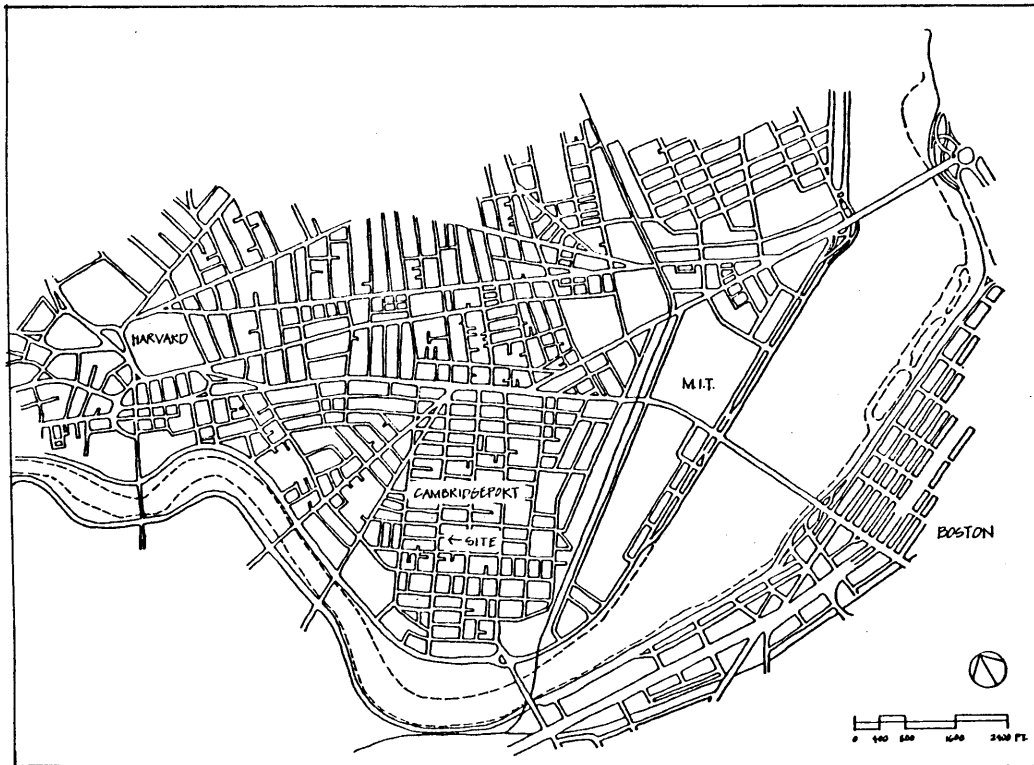 HARVARD
M.I.T.
CAMBRIDGEPORT
← SITE
BOSTON
0 400 800 1600 2400 FT.